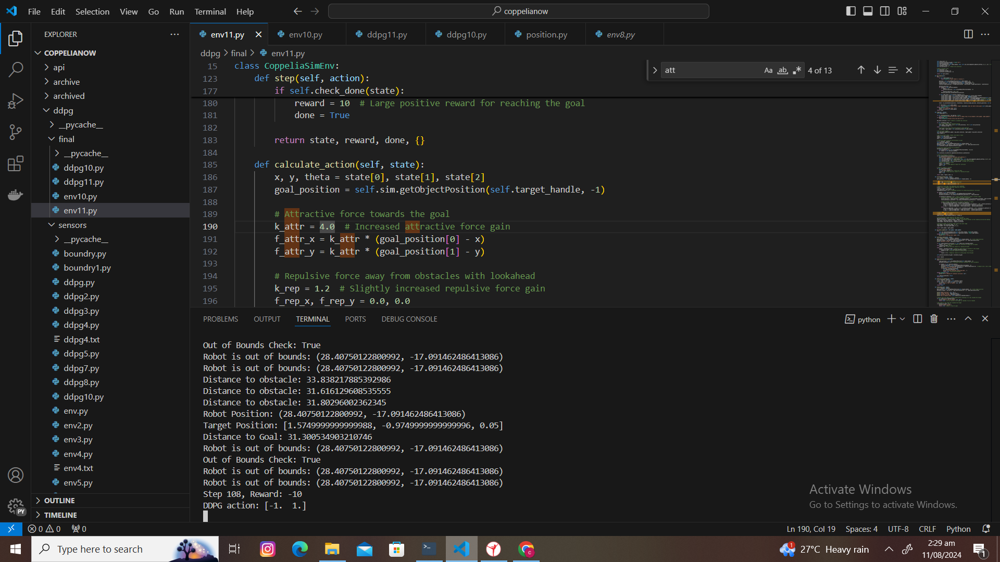 File Edit Selection View Go Run Terminal Help
coppelianow
EXPLORER
COPPELIANOW
api
archive
archived
ddpg
__pycache__
final
__pycache__
ddpg10.py
ddpg11.py
env10.py
env11.py
sensors
__pycache__
boundry.py
boundry1.py
ddpg.py
ddpg2.py
ddpg3.py
ddpg4.py
ddpg4.txt
ddpg5.py
ddpg7.py
ddpg8.py
ddpg10.py
env.py
env2.py
env3.py
env4.py
env4.txt
env5.py
OUTLINE
TIMELINE
env11.py env10.py ddpg11.py ddpg10.py position.py env8.py
ddpg > final > env11.py
att Aa ab 4 of 13
15 class CoppeliaSimEnv:
123 def step(self, action):
177 if self.check_done(state):
180 reward = 10 # Large positive reward for reaching the goal
181 done = True
182
183 return state, reward, done, {}
184
185 def calculate_action(self, state):
186 x, y, theta = state[0], state[1], state[2]
187 goal_position = self.sim.getObjectPosition(self.target_handle, -1)
188
189 # Attractive force towards the goal
190 k_attr = 4.0 # Increased attractive force gain
191 f_attr_x = k_attr * (goal_position[0] - x)
192 f_attr_y = k_attr * (goal_position[1] - y)
193
194 # Repulsive force away from obstacles with lookahead
195 k_rep = 1.2 # Slightly increased repulsive force gain
196 f_rep_x, f_rep_y = 0.0, 0.0
PROBLEMS OUTPUT TERMINAL PORTS DEBUG CONSOLE
python
Out of Bounds Check: True
Robot is out of bounds: (28.40750122800992, -17.091462486413086)
Robot is out of bounds: (28.40750122800992, -17.091462486413086)
Distance to obstacle: 33.838217885392986
Distance to obstacle: 31.616129608535555
Distance to obstacle: 31.80296002362345
Robot Position: (28.40750122800992, -17.091462486413086)
Target Position: [1.5749999999999988, -0.9749999999999996, 0.05]
Distance to Goal: 31.300534903210746
Robot is out of bounds: (28.40750122800992, -17.091462486413086)
Out of Bounds Check: True
Robot is out of bounds: (28.40750122800992, -17.091462486413086)
Robot is out of bounds: (28.40750122800992, -17.091462486413086)
Step 108, Reward: -10
DDPG action: [-1. 1.]
Activate Windows
Go to Settings to activate Windows.
PY
0 0 0
Ln 190, Col 19 Spaces: 4 UTF-8 CRLF Python
Type here to search
1
27°C Heavy rain
2:29 am
11/08/2024
1